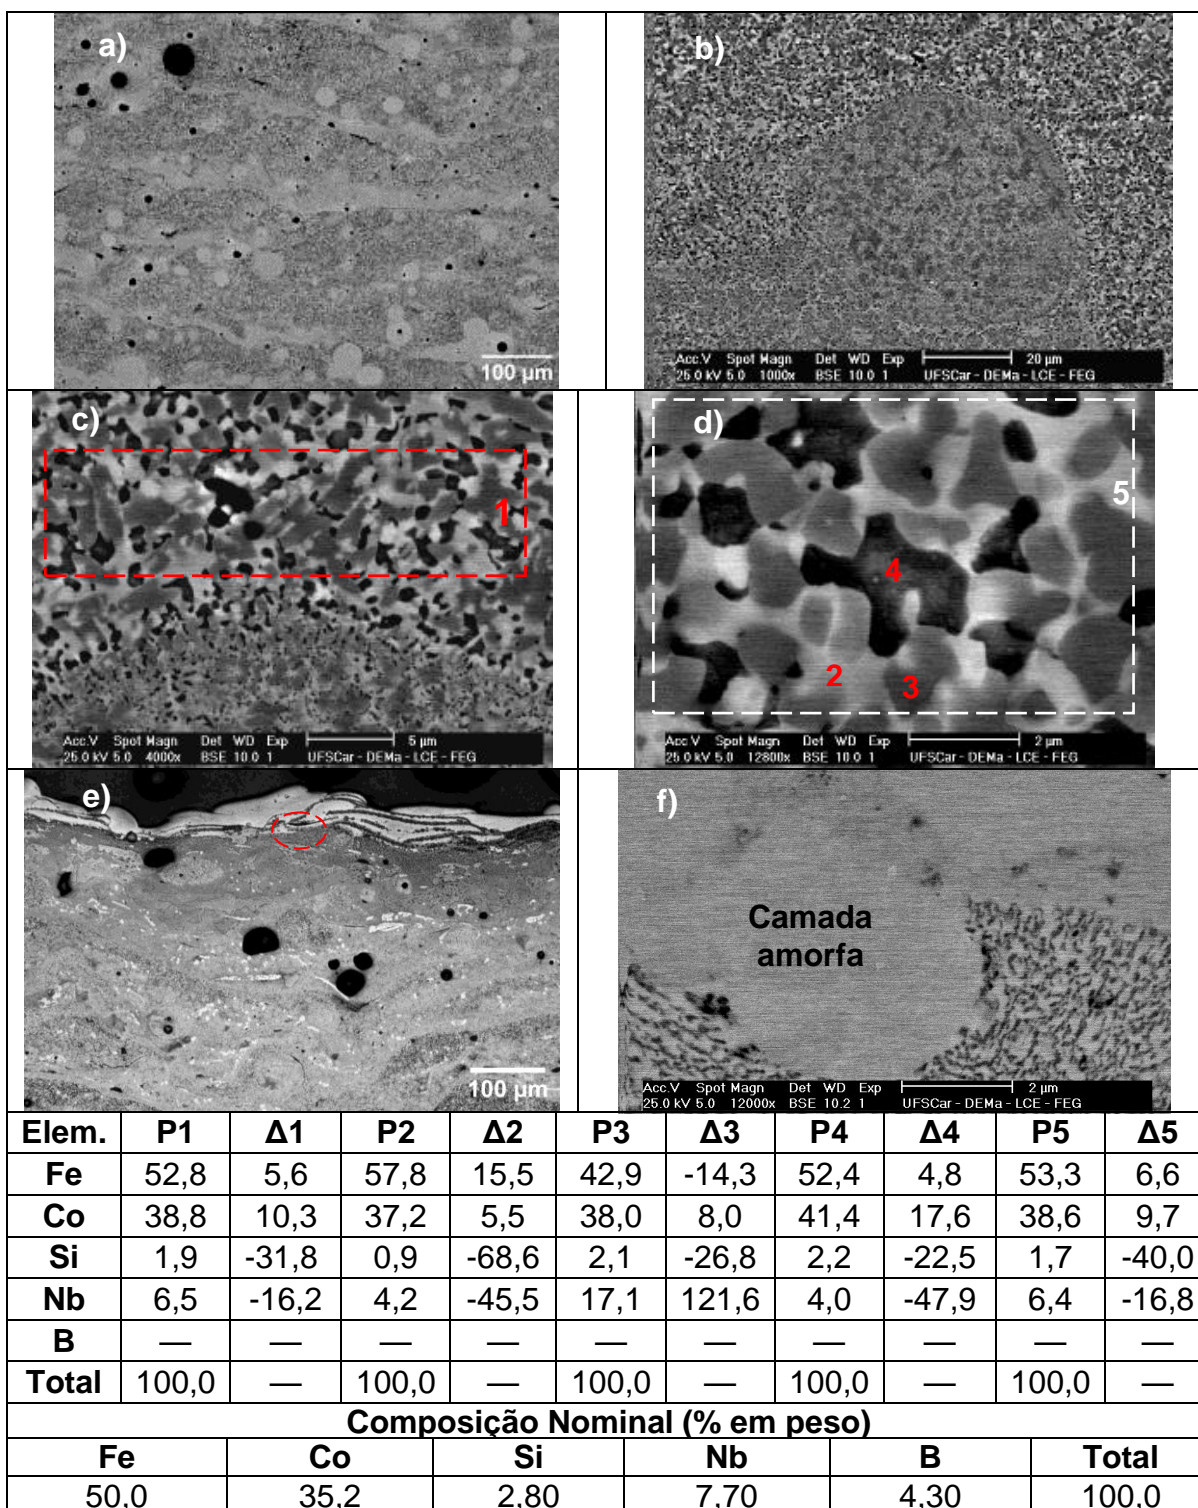 a)
100 µm
b)
Acc.V Spot Magn Det WD Exp 20 µm
25.0 kV 5.0 1000x BSE 10.0 1 UFSCar - DEMa - LCE - FEG
c)
1
Acc.V Spot Magn Det WD Exp 5 µm
25.0 kV 5.0 4000x BSE 10.0 1 UFSCar - DEMa - LCE - FEG
d)
5
4
2
3
Acc.V Spot Magn Det WD Exp 2 µm
25.0 kV 5.0 12800x BSE 10.0 1 UFSCar - DEMa - LCE - FEG
e)
100 µm
f)
Camada
amorfa
Acc.V Spot Magn Det WD Exp 2 µm
25.0 kV 5.0 12000x BSE 10.2 1 UFSCar - DEMa - LCE - FEG
Elem. P1 Δ1 P2 Δ2 P3 Δ3 P4 Δ4 P5 Δ5
Fe 52,8 5,6 57,8 15,5 42,9 -14,3 52,4 4,8 53,3 6,6
Co 38,8 10,3 37,2 5,5 38,0 8,0 41,4 17,6 38,6 9,7
Si 1,9 -31,8 0,9 -68,6 2,1 -26,8 2,2 -22,5 1,7 -40,0
Nb 6,5 -16,2 4,2 -45,5 17,1 121,6 4,0 -47,9 6,4 -16,8
B — — — — — — — — — —
Total 100,0 — 100,0 — 100,0 — 100,0 — 100,0 —
Composição Nominal (% em peso)
Fe Co Si Nb B Total
50,0 35,2 2,80 7,70 4,30 100,0